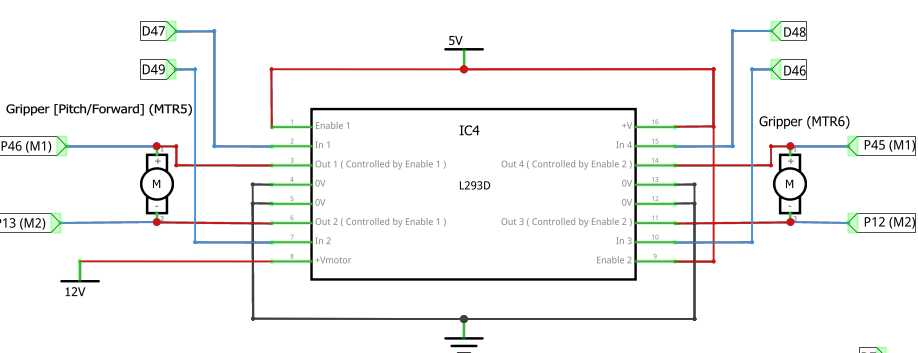 D47
D48
5V
D49
D46
Gripper [Pitch/Forward] (MTR5)
Gripper (MTR6)
IC4
L293D
1 Enable 1
+V 16
2 In 1
In 4 15
3 Out 1 ( Controlled by Enable 1 )
Out 4 ( Controlled by Enable 2 ) 14
4 0V
0V 13
5 0V
0V 12
6 Out 2 ( Controlled by Enable 1 )
Out 3 ( Controlled by Enable 2 ) 11
7 In 2
In 3 10
8 +Vmotor
Enable 2 9
P46 (M1)
+
M
-
P13 (M2)
P45 (M1)
+
M
-
P12 (M2)
12V